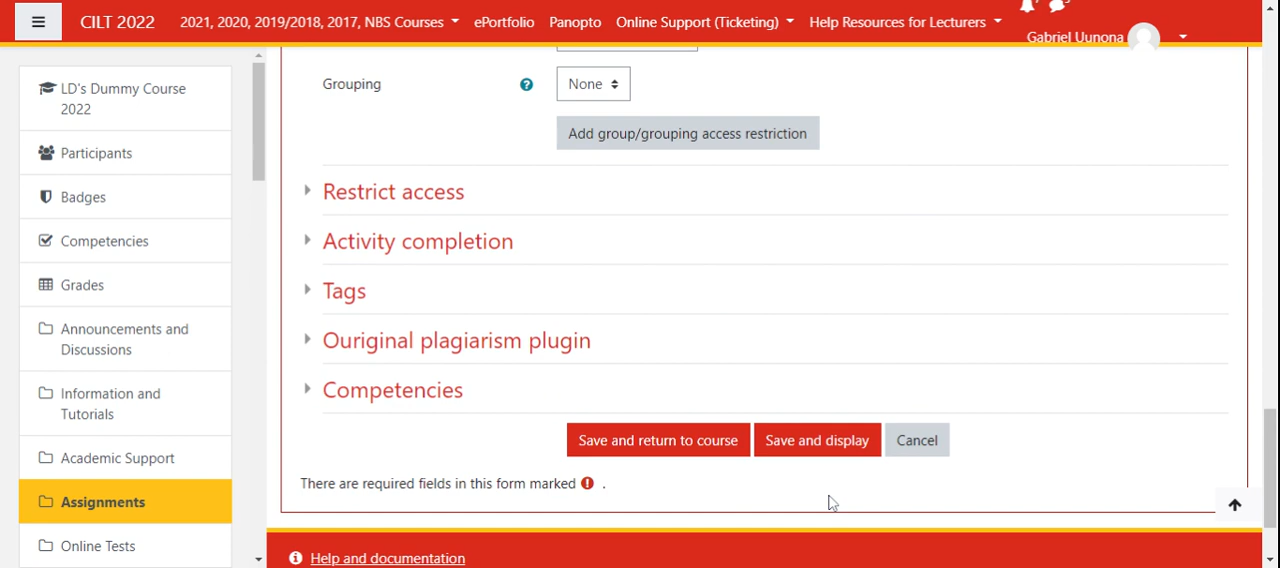 CILT 2022
2021, 2020, 2019/2018, 2017, NBS Courses
ePortfolio
Panopto
Online Support (Ticketing)
Help Resources for Lecturers
Gabriel Uunona
LD's Dummy Course
2022
Participants
Badges
Competencies
Grades
Announcements and
Discussions
Information and
Tutorials
Academic Support
Assignments
Online Tests
Grouping
None
Add group/grouping access restriction
Restrict access
Activity completion
Tags
Ouriginal plagiarism plugin
Competencies
Save and return to course
Save and display
Cancel
There are required fields in this form marked .
Help and documentation